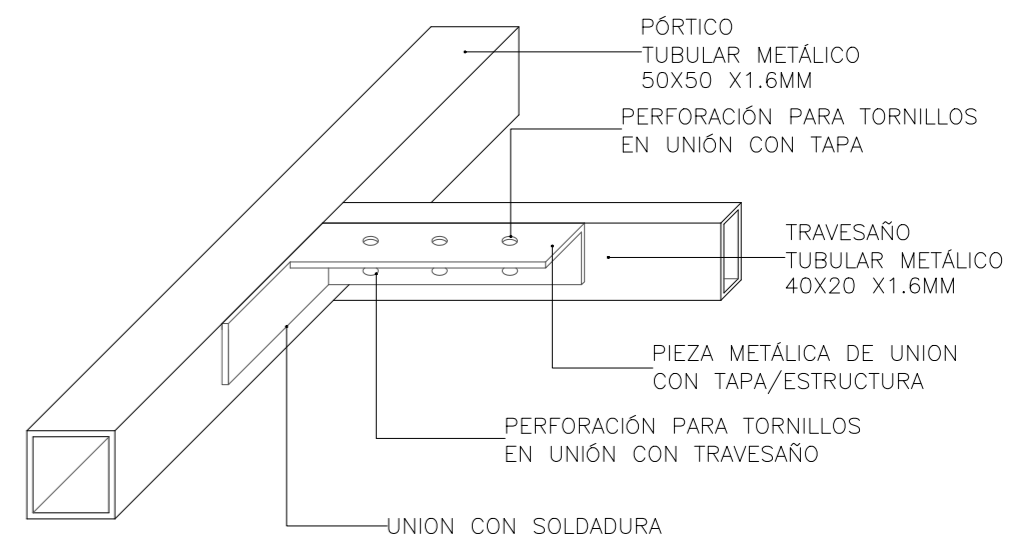 PÓRTICO
TUBULAR METÁLICO
50X50 X1.6MM
PERFORACIÓN PARA TORNILLOS
EN UNIÓN CON TAPA
TRAVESAÑO
TUBULAR METÁLICO
40X20 X1.6MM
PIEZA METÁLICA DE UNION
CON TAPA/ESTRUCTURA
PERFORACIÓN PARA TORNILLOS
EN UNIÓN CON TRAVESAÑO
UNION CON SOLDADURA